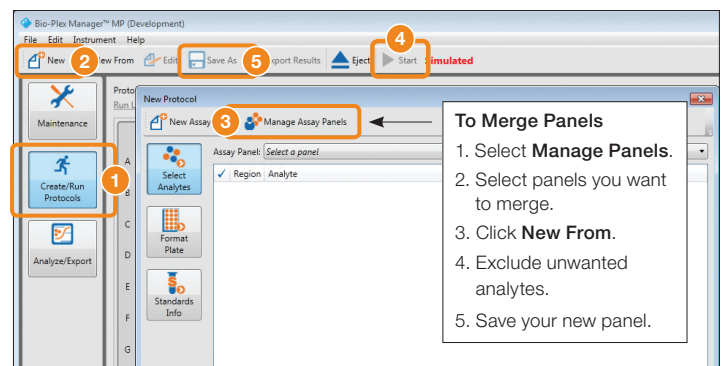 Bio-Plex Manager™ MP (Development)
File Edit Instrument Help
4
New 2 ew From Edit Save As 5 xport Results Eject Start Simulated
Maintenance
Proto
Run L
New Protocol
New Assay 3 Manage Assay Panels
Assay Panel: Select a panel
✓ Region Analyte
Select
Analytes
Create/Run
Protocols
1
Format
Plate
Analyze/Export
Standards
Info
A
B
C
D
E
F
G
To Merge Panels
1. Select Manage Panels.
2. Select panels you want
to merge.
3. Click New From.
4. Exclude unwanted
analytes.
5. Save your new panel.